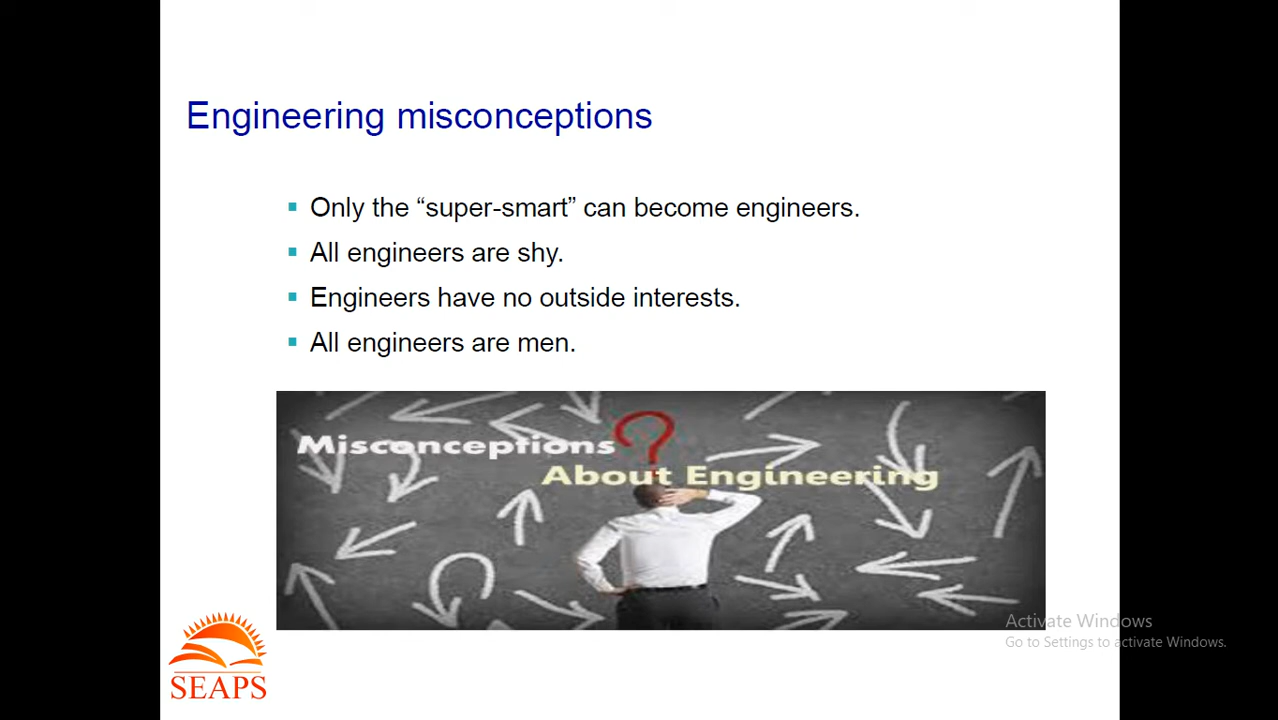 Engineering misconceptions
Only the “super-smart” can become engineers.
All engineers are shy.
Engineers have no outside interests.
All engineers are men.
Misconceptions
?
About Engineering
Activate Windows
Go to Settings to activate Windows.
SEAPS